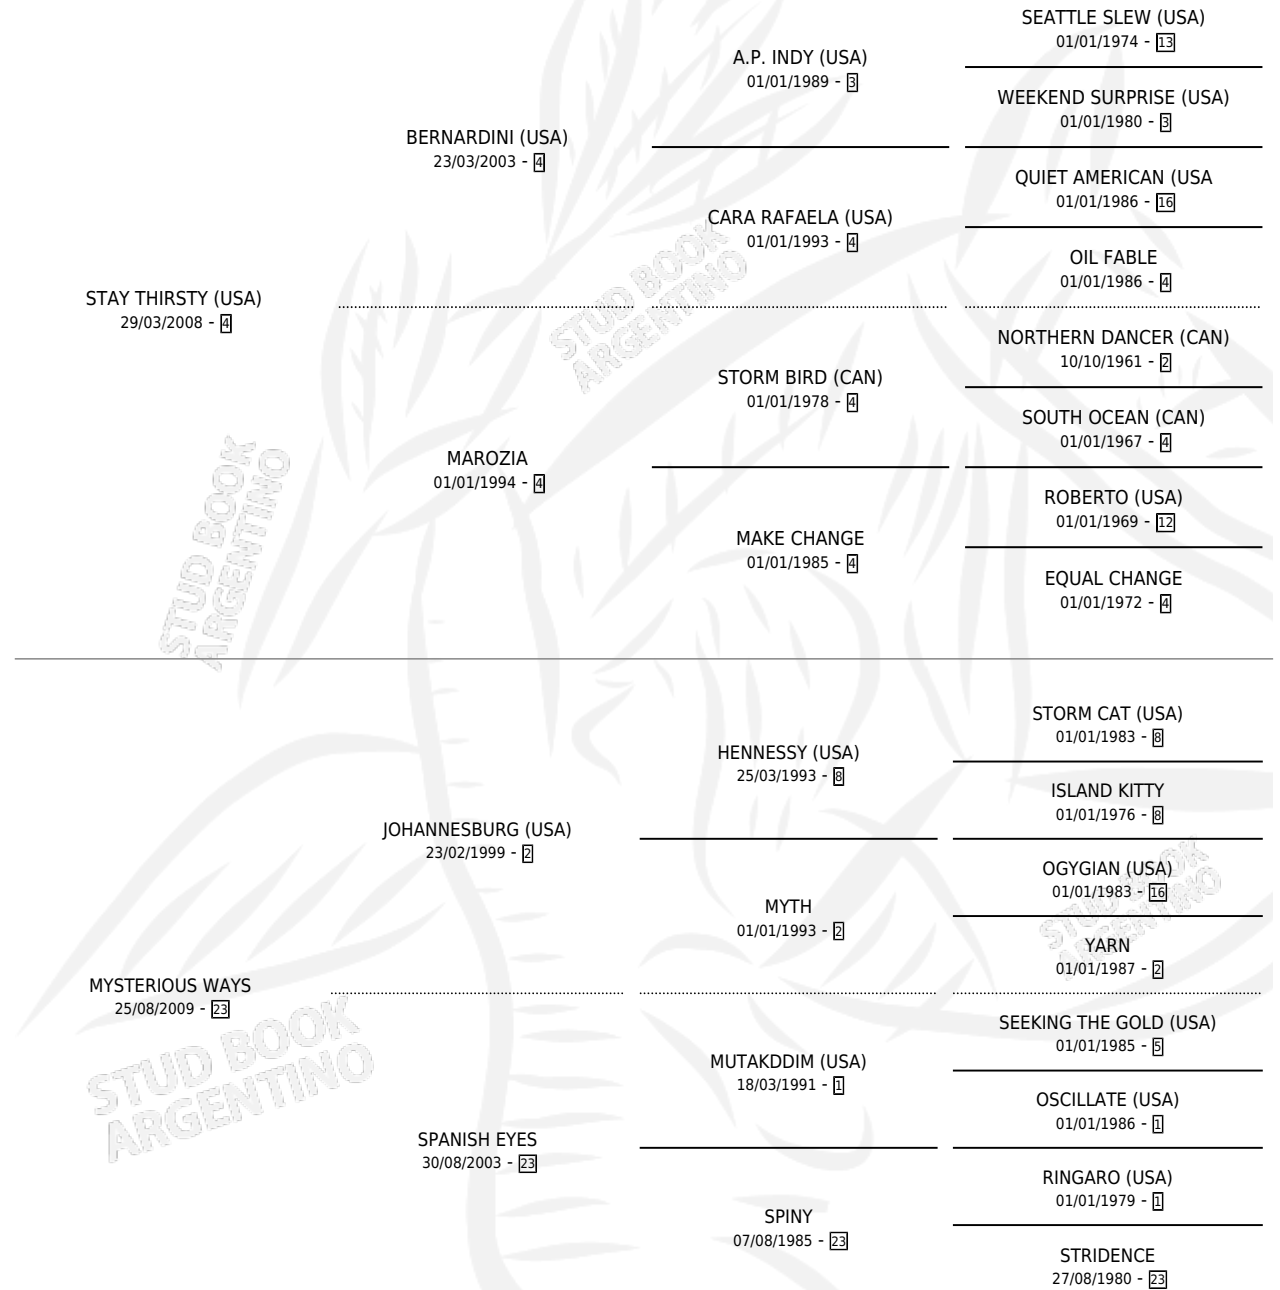 SEATTLE SLEW (USA)
01/01/1974 - 13
A.P. INDY (USA)
01/01/1989 - 3
WEEKEND SURPRISE (USA)
01/01/1980 - 3
BERNARDINI (USA)
23/03/2003 - 4
QUIET AMERICAN (USA
01/01/1986 - 16
CARA RAFAELA (USA)
01/01/1993 - 4
OIL FABLE
01/01/1986 - 4
STAY THIRSTY (USA)
29/03/2008 - 4
NORTHERN DANCER (CAN)
10/10/1961 - 2
STORM BIRD (CAN)
01/01/1978 - 4
SOUTH OCEAN (CAN)
01/01/1967 - 4
MAROZIA
01/01/1994 - 4
ROBERTO (USA)
01/01/1969 - 12
MAKE CHANGE
01/01/1985 - 4
EQUAL CHANGE
01/01/1972 - 4
STUD BOOK
ARGENTINO
STUD BOOK
ARGENTINO
STORM CAT (USA)
01/01/1983 - 8
HENNESSY (USA)
25/03/1993 - 8
ISLAND KITTY
01/01/1976 - 8
JOHANNESBURG (USA)
23/02/1999 - 2
OGYGIAN (USA)
01/01/1983 - 16
MYTH
01/01/1993 - 2
YARN
01/01/1987 - 2
MYSTERIOUS WAYS
25/08/2009 - 23
SEEKING THE GOLD (USA)
01/01/1985 - 5
MUTAKDDIM (USA)
18/03/1991 - 1
OSCILLATE (USA)
01/01/1986 - 1
SPANISH EYES
30/08/2003 - 23
RINGARO (USA)
01/01/1979 - 1
SPINY
07/08/1985 - 23
STRIDENCE
27/08/1980 - 23
STUD BOOK
ARGENTINO
STUD BOOK
ARGENTINO